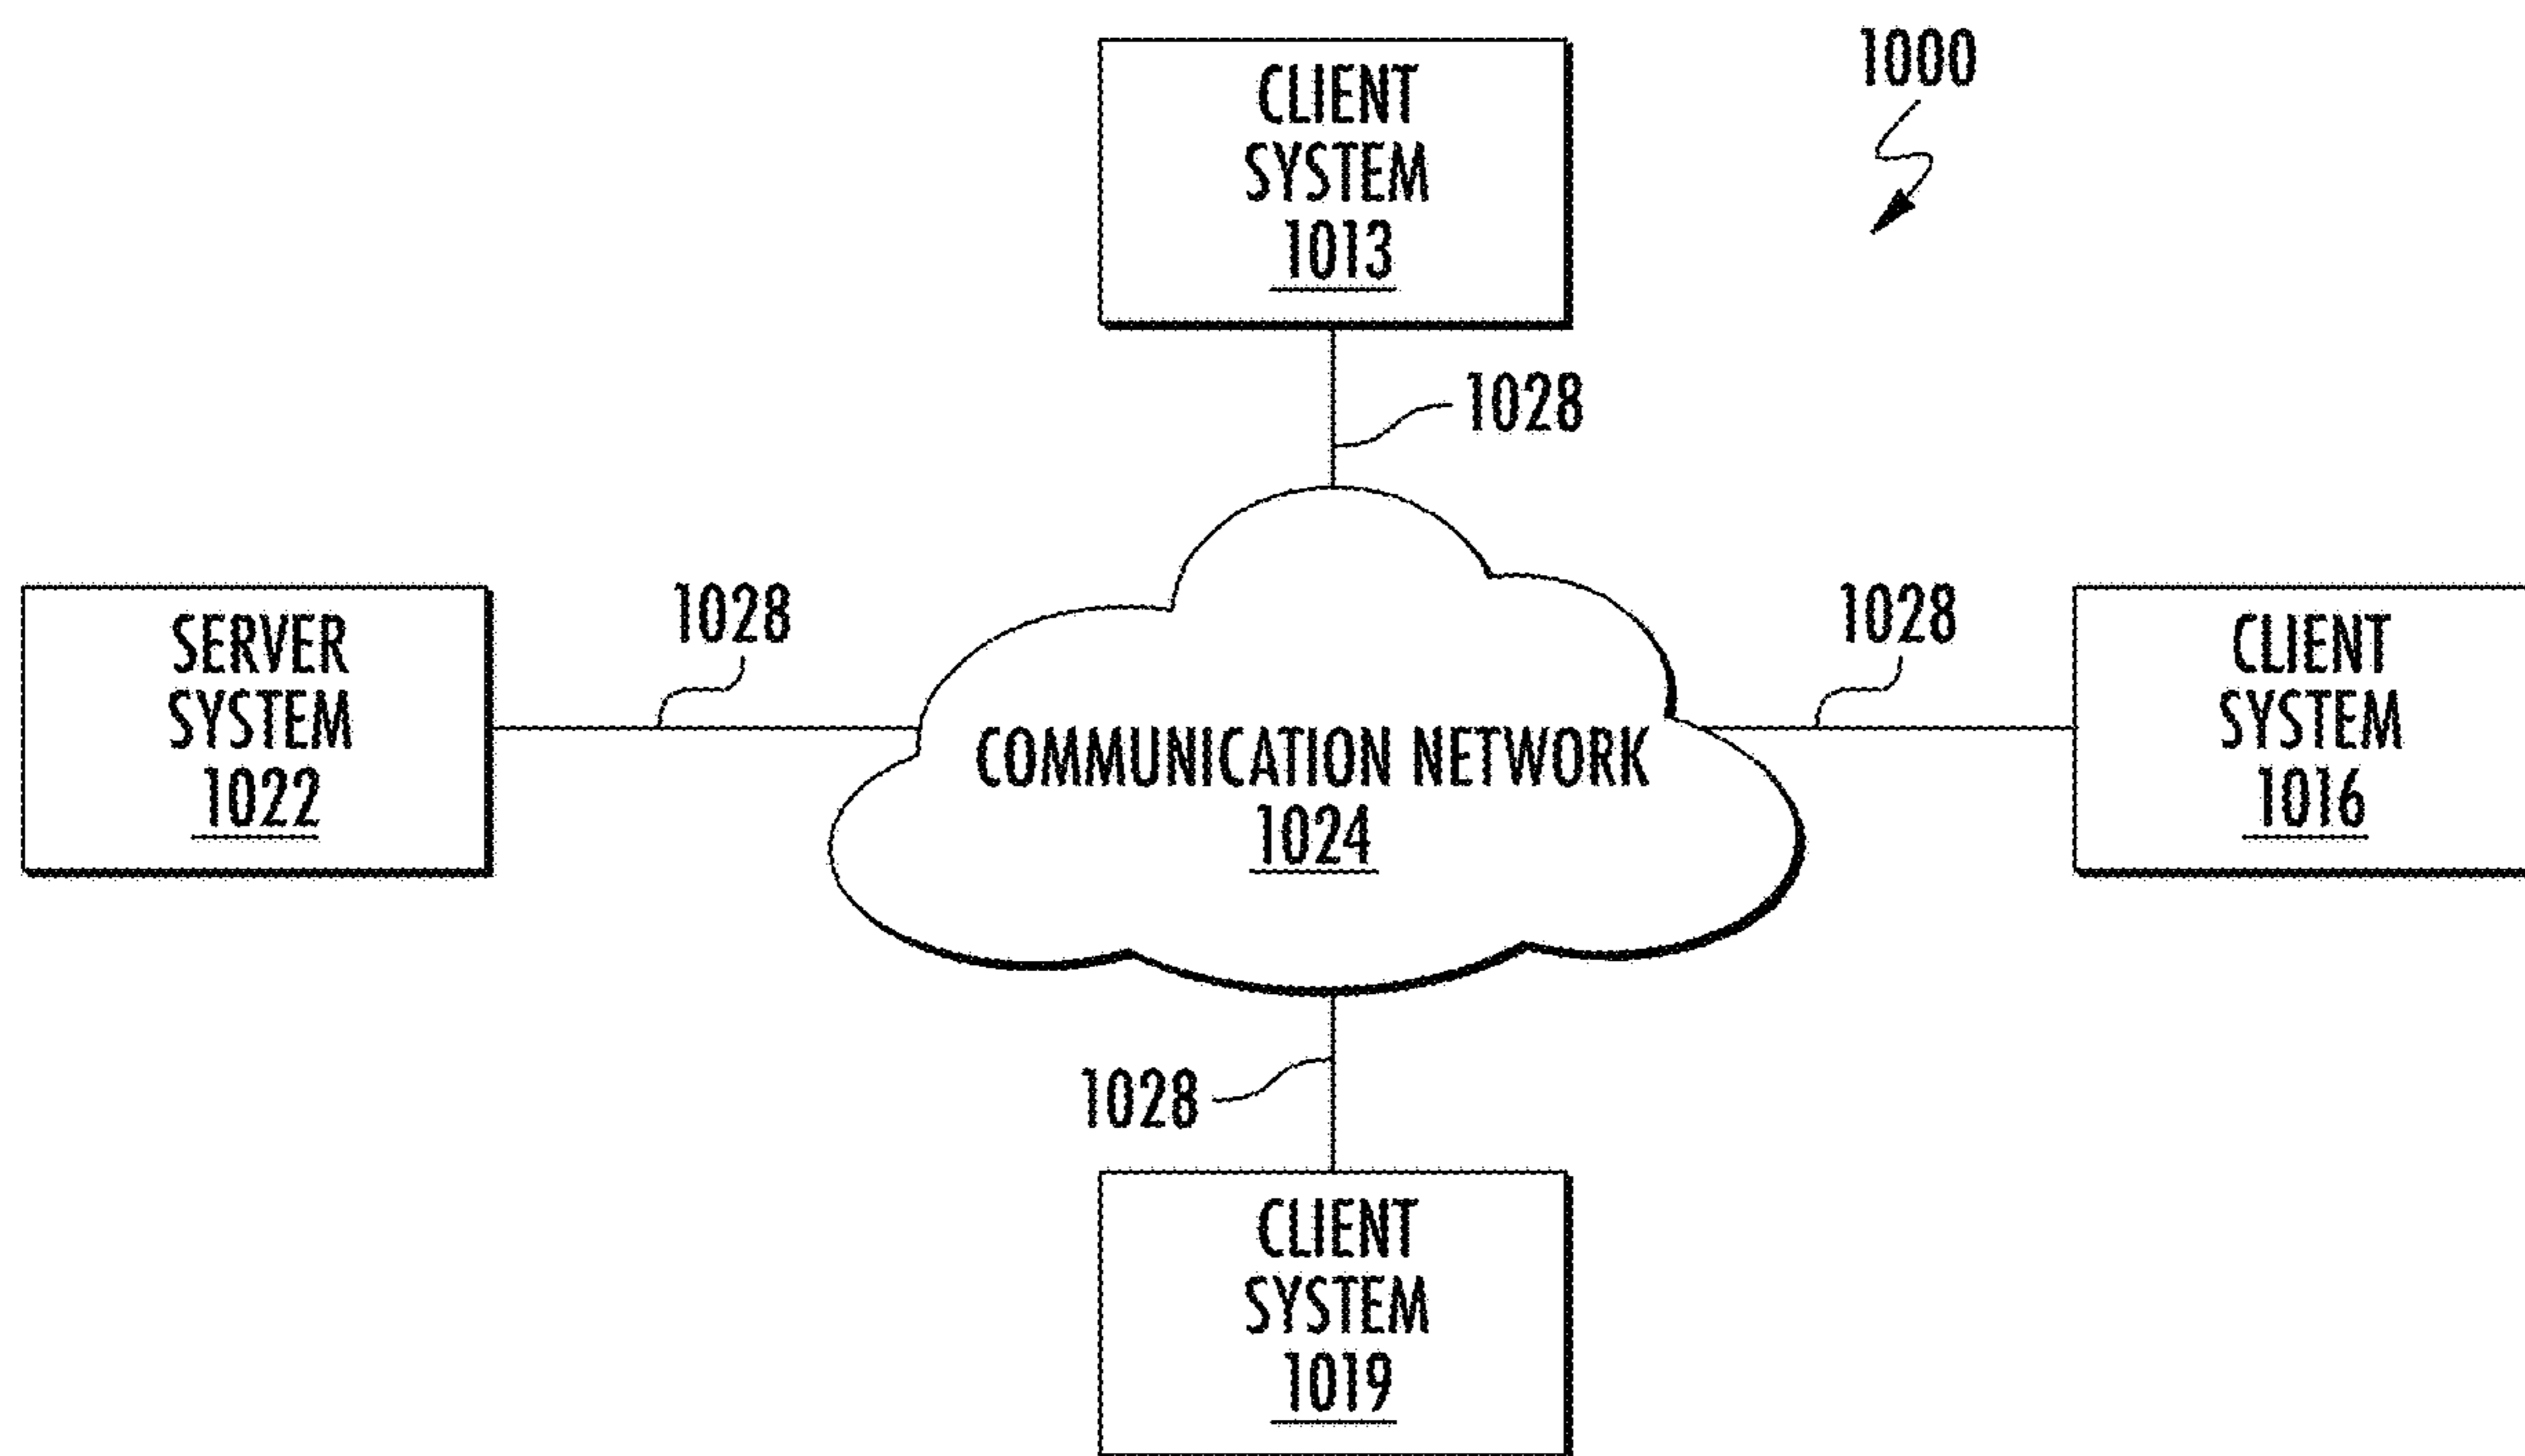 CLIENT
SYSTEM
1013
1000
1028
SERVER
SYSTEM
1022
1028
COMMUNICATION NETWORK
1024
1028
CLIENT
SYSTEM
1016
1028
CLIENT
SYSTEM
1019